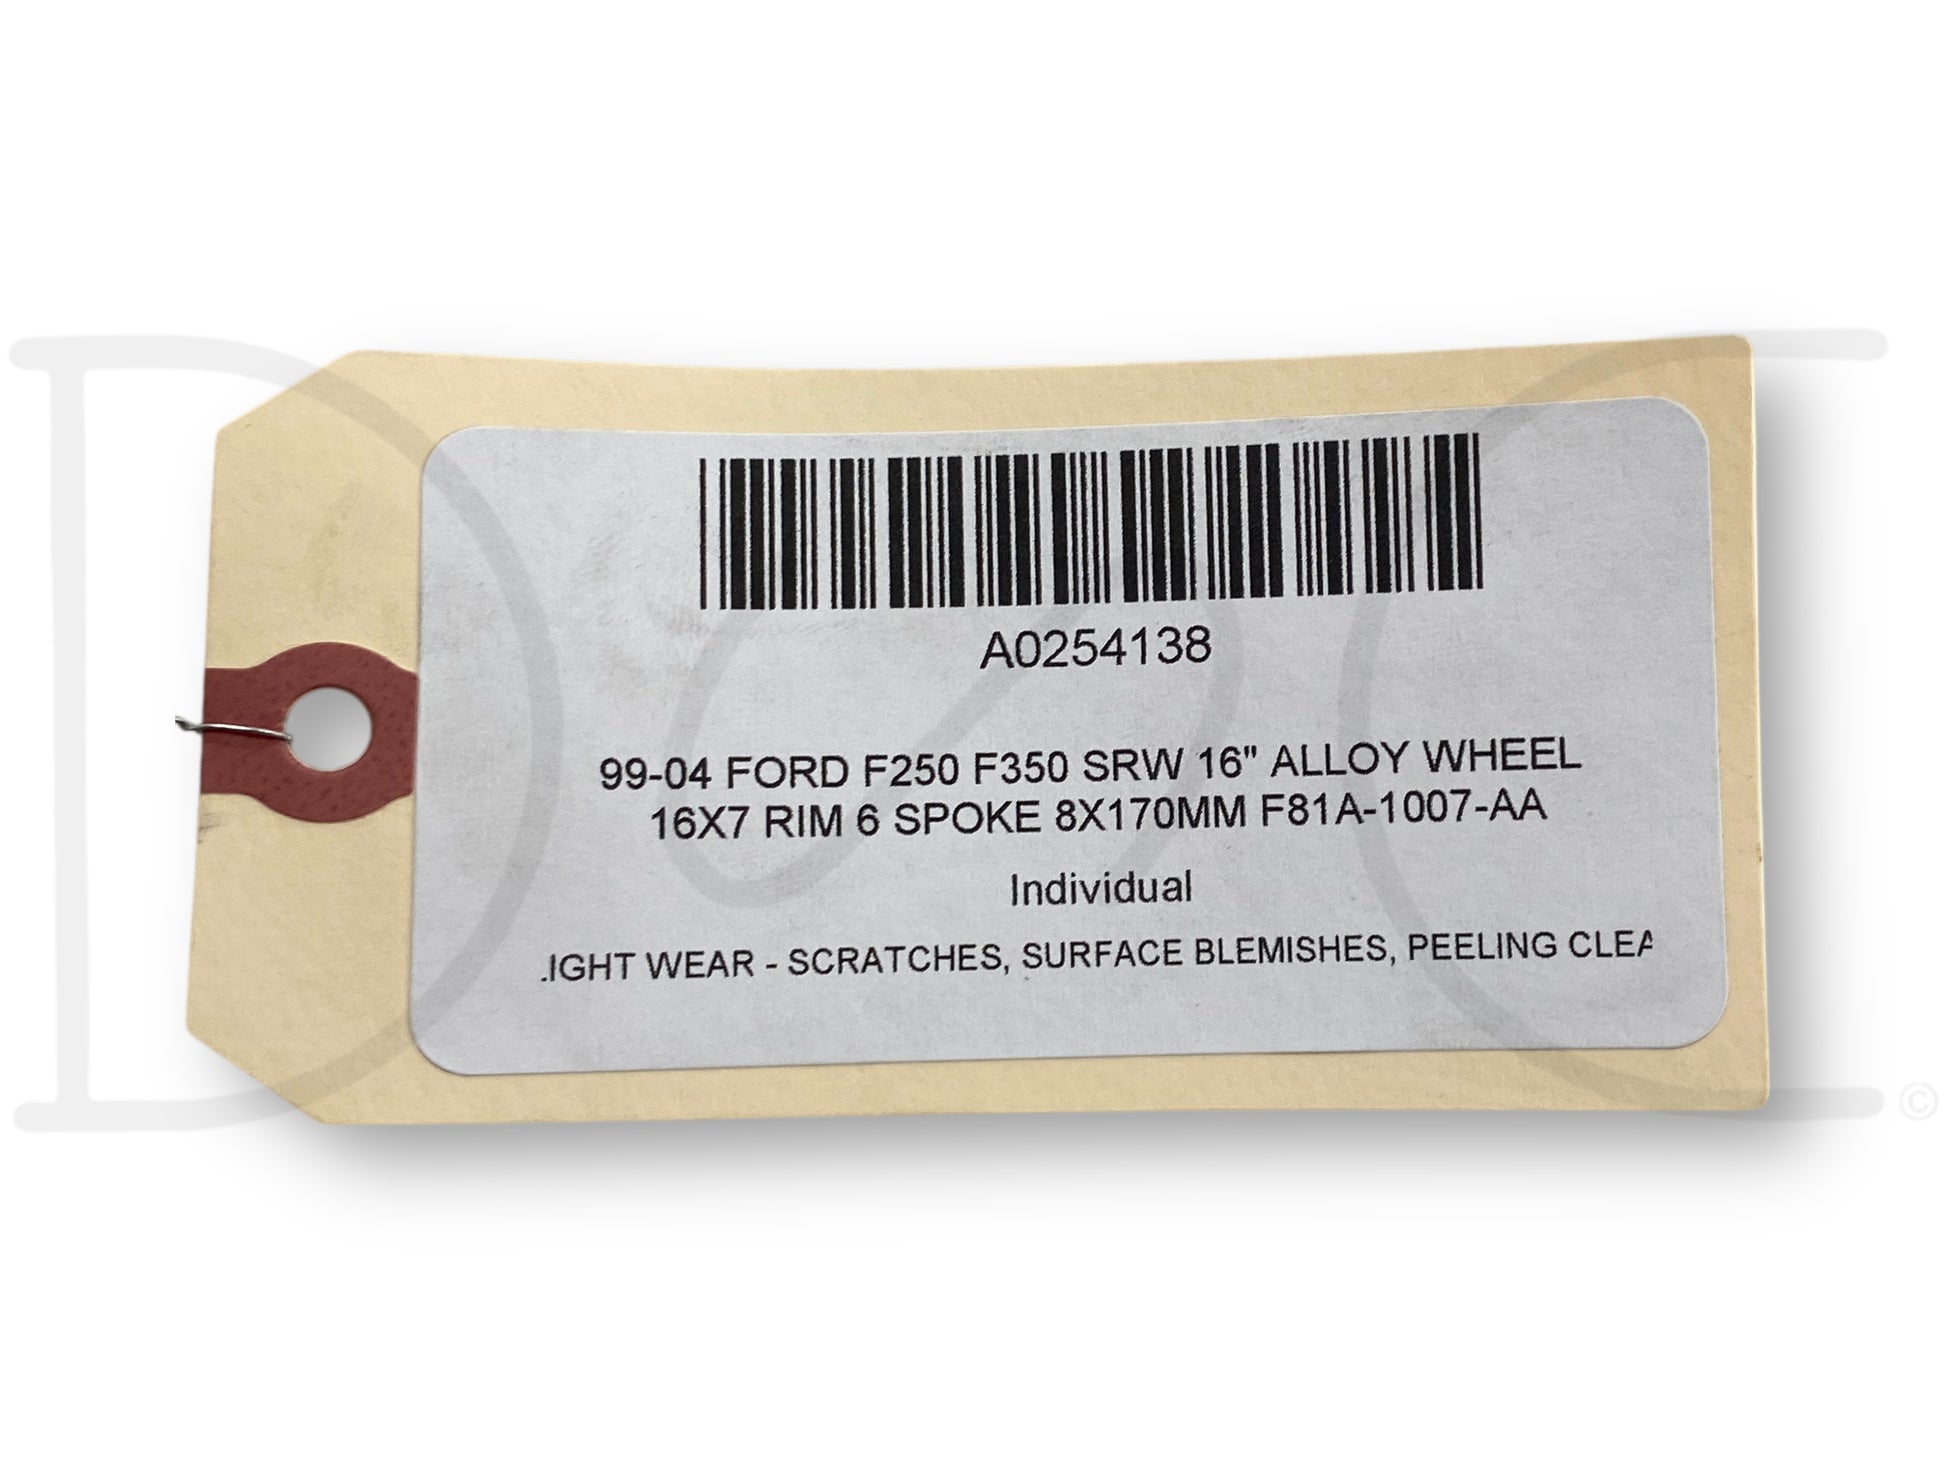 A0254138
99-04 FORD F250 F350 SRW 16" ALLOY WHEEL
16X7 RIM 6 SPOKE 8X170MM F81A-1007-AA
Individual
IGHT WEAR - SCRATCHES, SURFACE BLEMISHES, PEELING CLEA
©